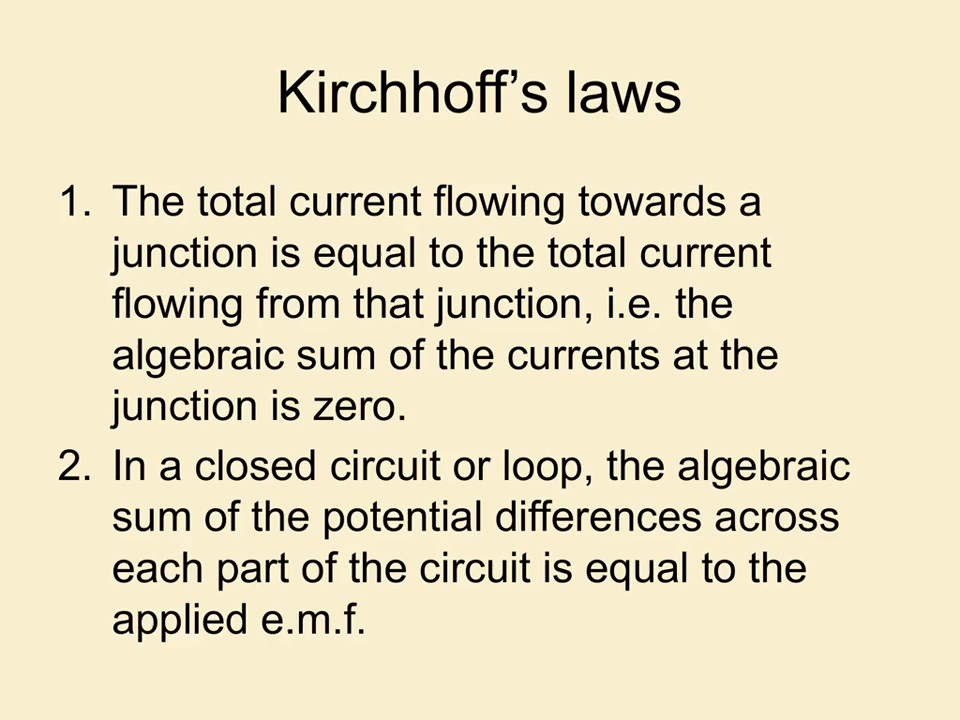 Kirchhoff’s laws
1. The total current flowing towards a
junction is equal to the total current
flowing from that junction, i.e. the
algebraic sum of the currents at the
junction is zero.
2. In a closed circuit or loop, the algebraic
sum of the potential differences across
each part of the circuit is equal to the
applied e.m.f.